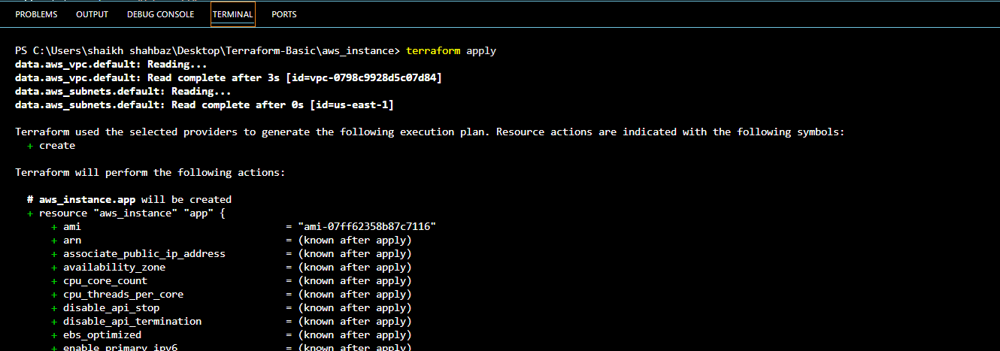 PROBLEMS OUTPUT DEBUG CONSOLE TERMINAL PORTS
PS C:\Users\shaikh shahbaz\Desktop\Terraform-Basic\aws_instance> terraform apply
data.aws_vpc.default: Reading...
data.aws_vpc.default: Read complete after 3s [id=vpc-0798c9928d5c07d84]
data.aws_subnets.default: Reading...
data.aws_subnets.default: Read complete after 0s [id=us-east-1]
Terraform used the selected providers to generate the following execution plan. Resource actions are indicated with the following symbols:
+ create
Terraform will perform the following actions:
# aws_instance.app will be created
+ resource "aws_instance" "app" {
+ ami = "ami-07ff62358b87c7116"
+ arn = (known after apply)
+ associate_public_ip_address = (known after apply)
+ availability_zone = (known after apply)
+ cpu_core_count = (known after apply)
+ cpu_threads_per_core = (known after apply)
+ disable_api_stop = (known after apply)
+ disable_api_termination = (known after apply)
+ ebs_optimized = (known after apply)
+ enable_primary_ipv6 = (known after apply)